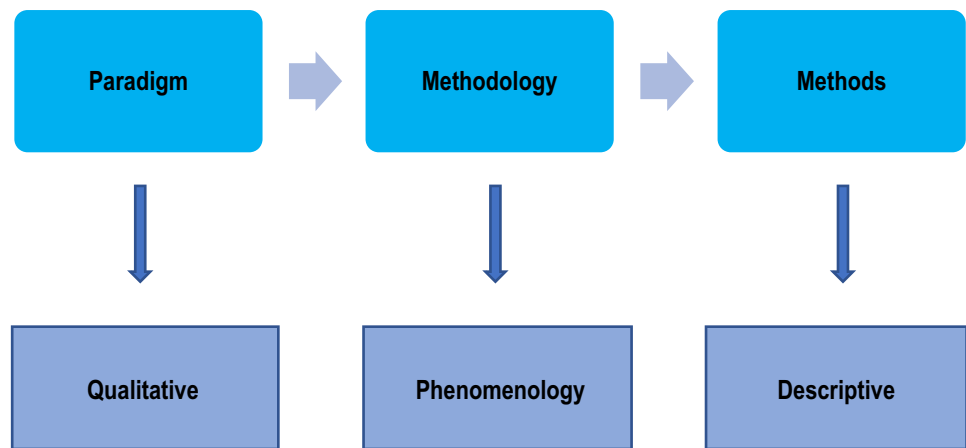 Paradigm
Methodology
Methods
Qualitative
Phenomenology
Descriptive